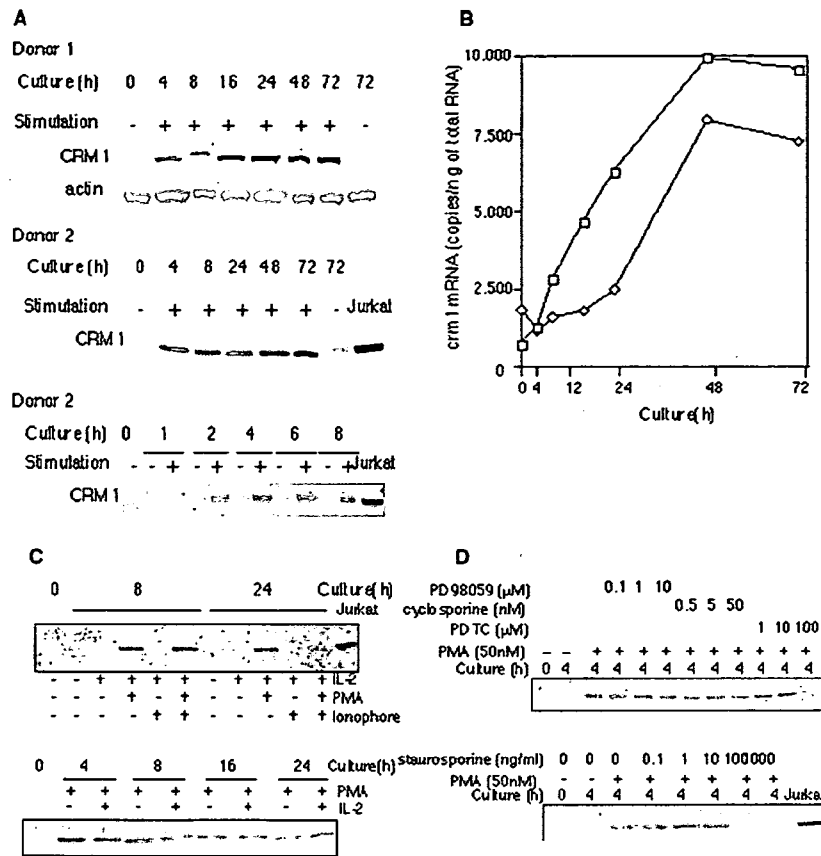 A
Donor 1
Culture(h) 0 4 8 16 24 48 72 72
Stimulation - + + + + + + -
CRM 1
actin
Donor 2
Culture(h) 0 4 8 24 48 72 72
Stimulation - + + + + + - Jurkat
CRM 1
Donor 2
Culture(h) 0 1 2 4 6 8
Stimulation - - + - + - + - + - + Jurkat
CRM 1
B
crm1 mRNA (copies/ng of total RNA)
10.000
7.500
5.000
2.500
0
0 4 12 24 48 72
Culture(h)
C
0 8 24 Culture(h)
Jurkat
- - + + + + - + + + + IL-2
- - - + - + - - + - + PMA
- - - - + + - - - + + Ionophore
0 4 8 16 24 Culture(h)
+ + + + + + + + PMA
- + - + - + - + IL-2
D
PD98059 (µM) 0.1 1 10
cyclosporine (nM) 0.5 5 50
PDTC (µM) 1 10 100
PMA (50nM) - - + + + + + + + + + +
Culture (h) 0 4 4 4 4 4 4 4 4 4 4 4
staurosporine (ng/ml) 0 0 0 0.1 1 10 100 000
PMA (50nM) - - + + + + + +
Culture (h) 0 4 4 4 4 4 4 4 Jurkat